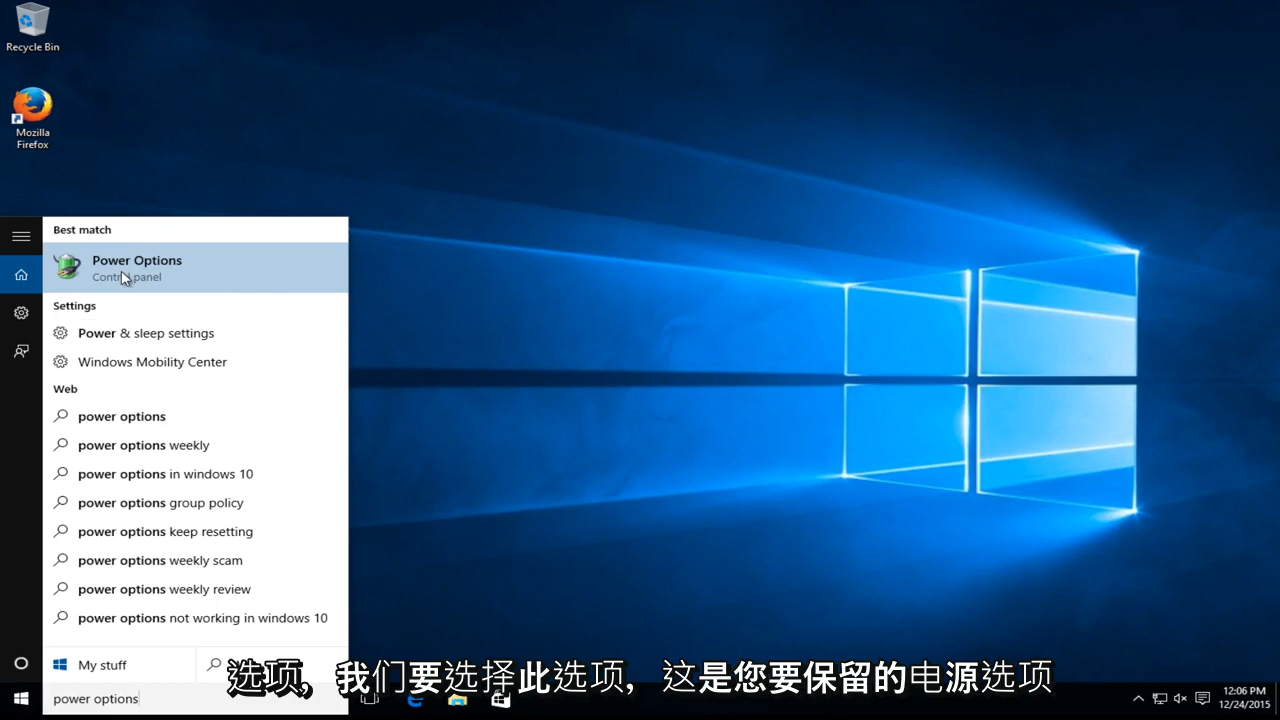 Recycle Bin
Mozilla
Firefox
Best match
Power Options
Control panel
Settings
Power & sleep settings
Windows Mobility Center
Web
power options
power options weekly
power options in windows 10
power options group policy
power options keep resetting
power options weekly scam
power options weekly review
power options not working in windows 10
My stuff
选项，我们要选择此选项，这是您要保留的电源选项
power options
12:06 PM
12/24/2015